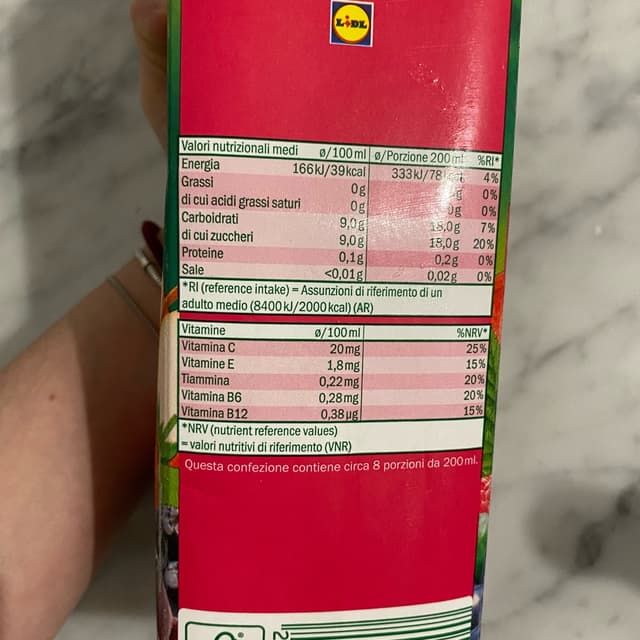 LIDL
Valori nutrizionali medi ø/100 ml ø/Porzione 200 ml %RI*
Energia 166 kJ/39 kcal 333 kJ/78 kcal 4%
Grassi 0 g g 0%
di cui acidi grassi saturi 0 g 0g 0%
Carboidrati 9,0 g 18,0g 7%
di cui zuccheri 9,0 g 18,0g 20%
Proteine 0,1 g 0,2 g 0%
Sale <0,01 g 0,02 g 0%
*RI (reference intake) = Assunzioni di riferimento di un
adulto medio (8400 kJ/2000 kcal) (AR)
Vitamine ø/100 ml %NRV*
Vitamina C 20 mg 25%
Vitamina E 1,8 mg 15%
Tiammina 0,22 mg 20%
Vitamina B6 0,28 mg 20%
Vitamina B12 0,38 µg 15%
*NRV (nutrient reference values)
= valori nutritivi di riferimento (VNR)
Questa confezione contiene circa 8 porzioni da 200 ml.